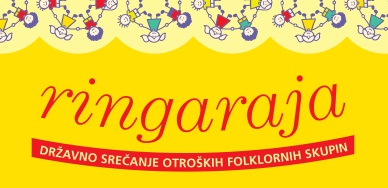 ringaraja
DRŽAVNO SREČANJE OTROŠKIH FOLKLORNIH SKUPIN